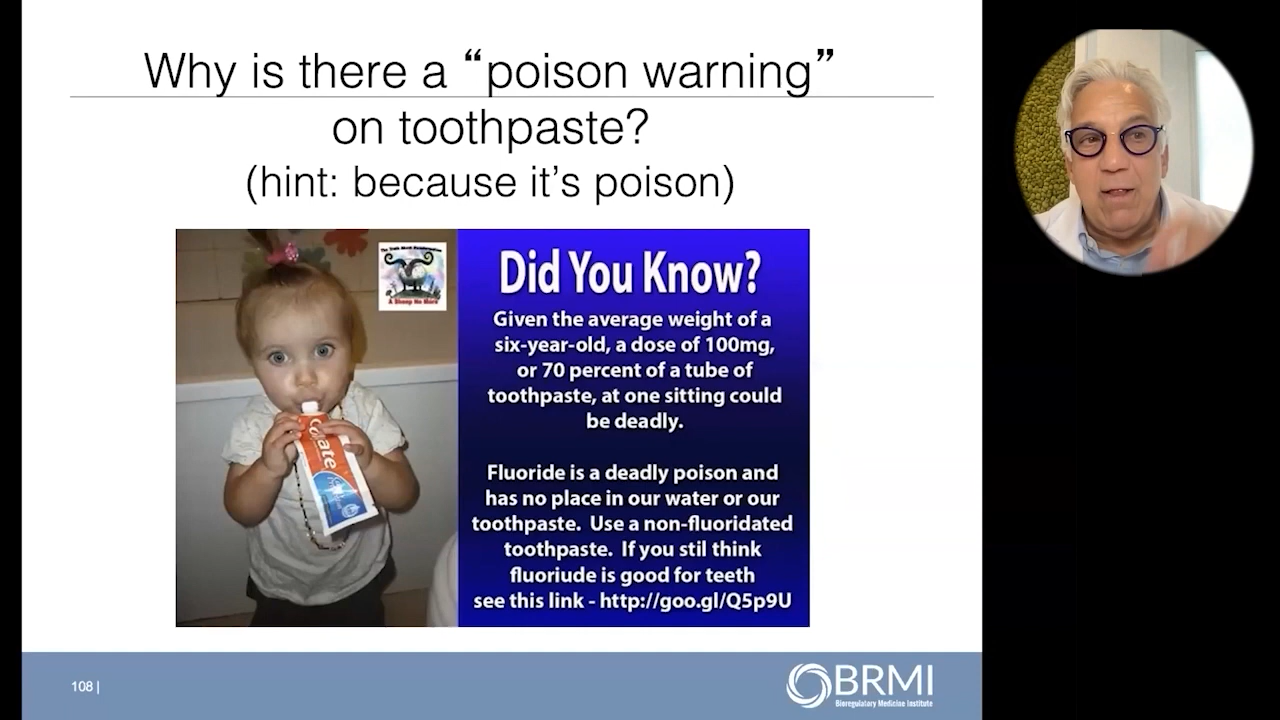 Why is there a “poison warning”
on toothpaste?
(hint: because it’s poison)
A Sheep No More
Colgate
Did You Know?
Given the average weight of a
six-year-old, a dose of 100mg,
or 70 percent of a tube of
toothpaste, at one sitting could
be deadly.
Fluoride is a deadly poison and
has no place in our water or our
toothpaste. Use a non-fluoridated
toothpaste. If you stil think
fluoriude is good for teeth
see this link - http://goo.gl/Q5p9U
108 |
BRMI
Bioregulatory Medicine Institute